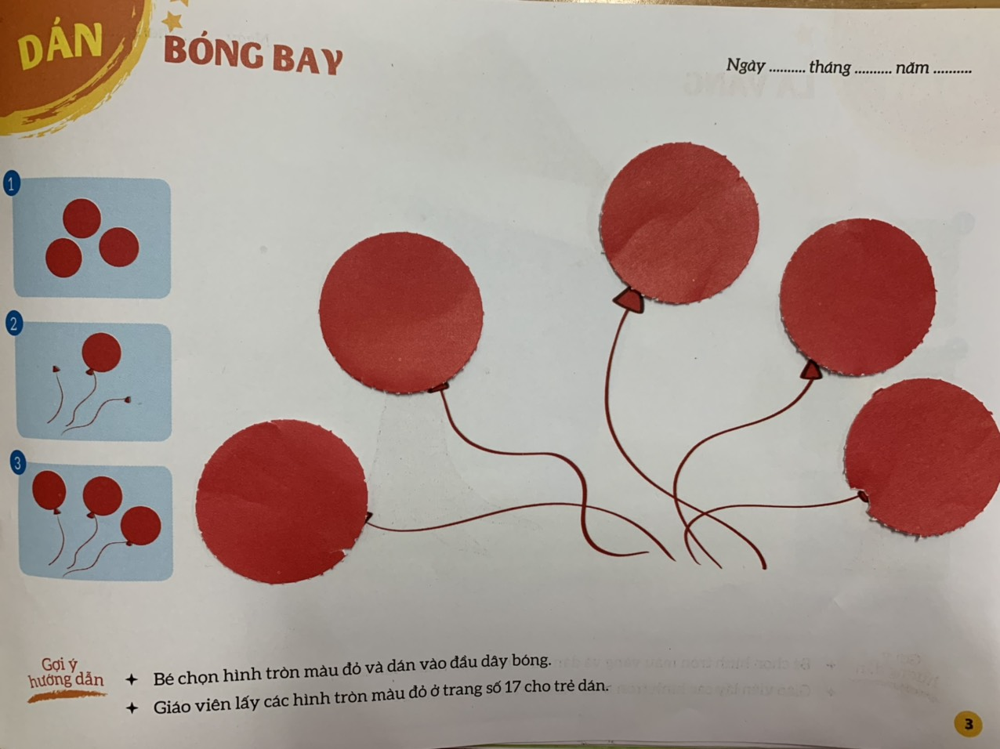 DÁN
BÓNG BAY
Ngày .......... tháng .......... năm ..........
1
2
3
Gợi ý
hướng dẫn
Bé chọn hình tròn màu đỏ và dán vào đầu dây bóng.
Giáo viên lấy các hình tròn màu đỏ ở trang số 17 cho trẻ dán.
3